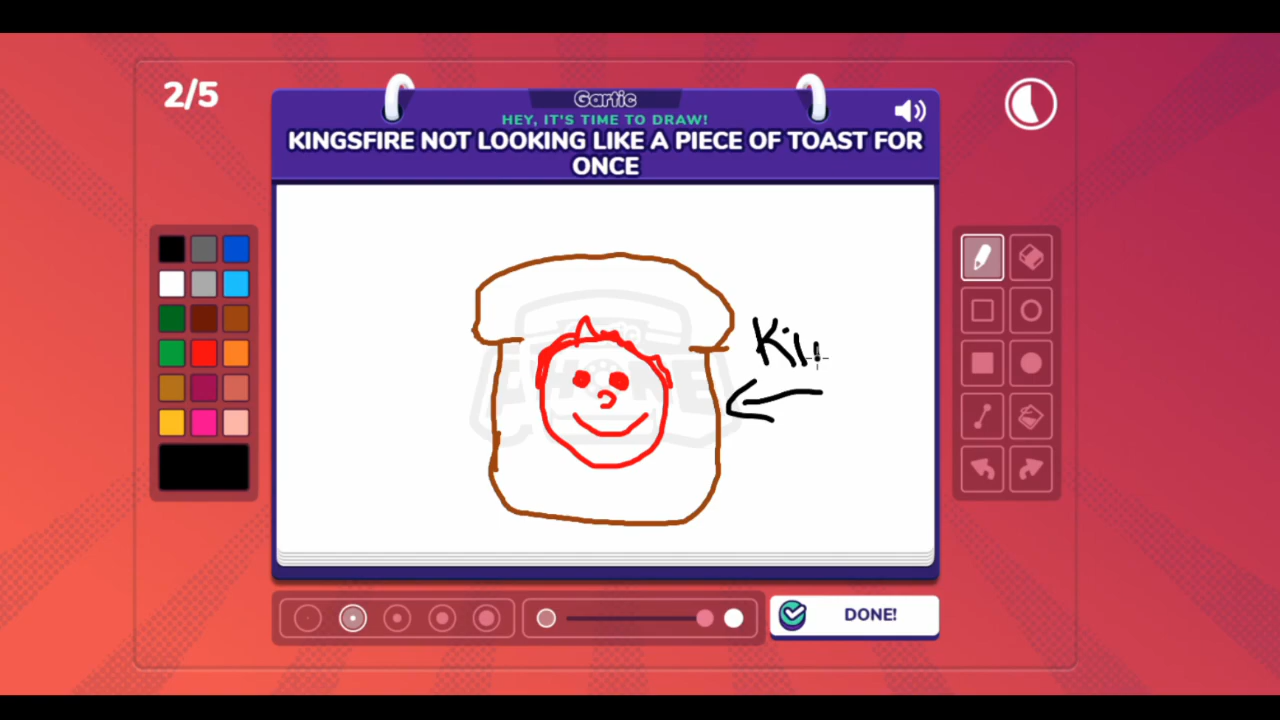 2/5
Gartic
HEY, IT'S TIME TO DRAW!
KINGSFIRE NOT LOOKING LIKE A PIECE OF TOAST FOR
ONCE
PHONE
Ki
DONE!